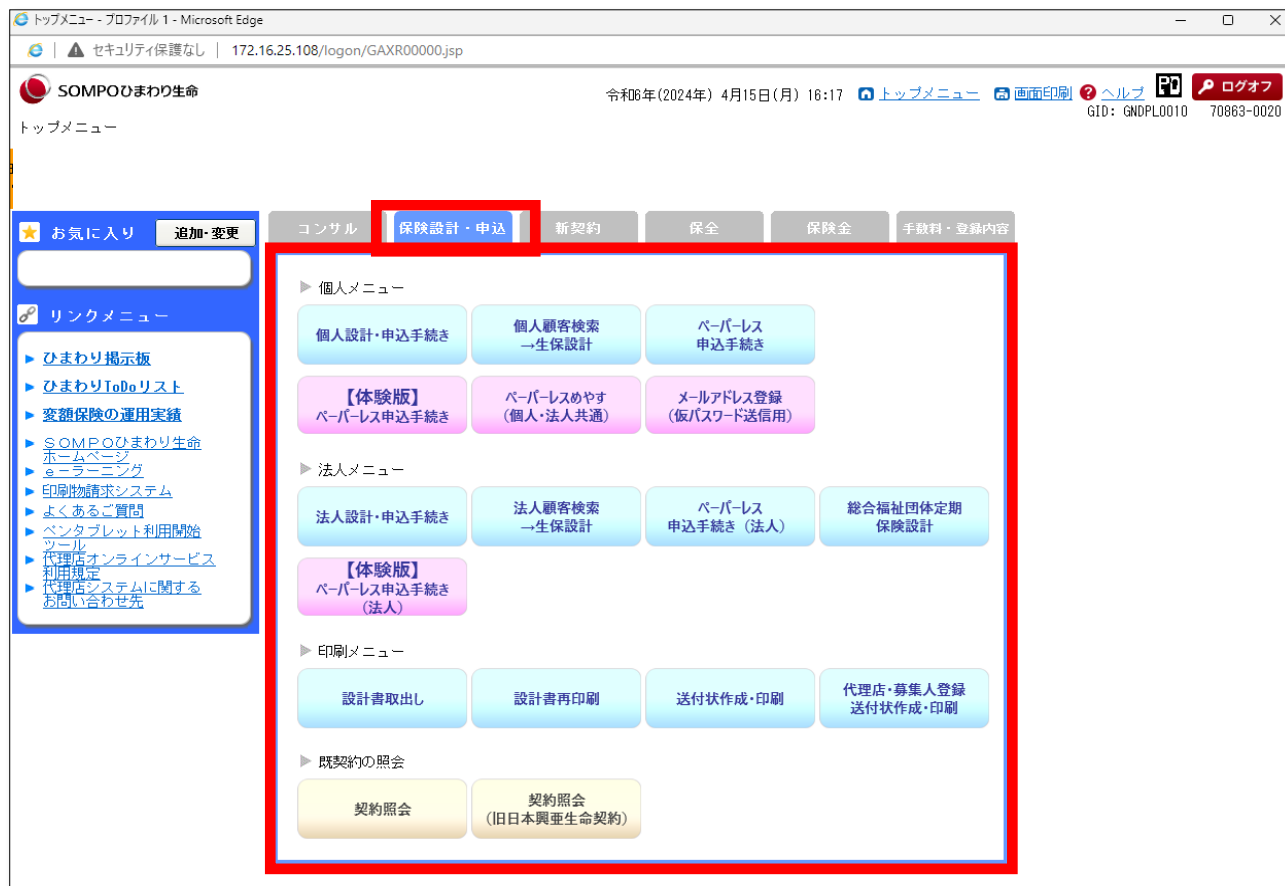 トップメニュー - プロファイル 1 - Microsoft Edge
セキュリティ保護なし | 172.16.25.108/logon/GAXR00000.jsp
SOMPOひまわり生命
令和6年(2024年) 4月15日(月) 16:17 トップメニュー 画面印刷 ヘルプ PD ログオフ
GID: GNDPL0010 70863-0020
トップメニュー
お気に入り 追加・変更
コンサル 保険設計・申込 新契約 保全 保険金 手数料・登録内容
リンクメニュー
ひまわり掲示板
ひまわりToDoリスト
変額保険の運用実績
ＳＯＭＰＯひまわり生命
ホームページ
ｅ－ラーニング
印刷物請求システム
よくあるご質問
ペンタブレット利用開始
ツール
代理店オンラインサービス
利用規定
代理店システムに関する
お問い合わせ先
個人メニュー
個人設計・申込手続き
個人顧客検索
→生保設計
ペーパーレス
申込手続き
【体験版】
ペーパーレス申込手続き
ペーパーレスめやす
（個人・法人共通）
メールアドレス登録
（仮パスワード送信用）
法人メニュー
法人設計・申込手続き
法人顧客検索
→生保設計
ペーパーレス
申込手続き（法人）
総合福祉団体定期
保険設計
【体験版】
ペーパーレス申込手続き
（法人）
印刷メニュー
設計書取出し
設計書再印刷
送付状作成・印刷
代理店・募集人登録
送付状作成・印刷
既契約の照会
契約照会
契約照会
（旧日本興亜生命契約）